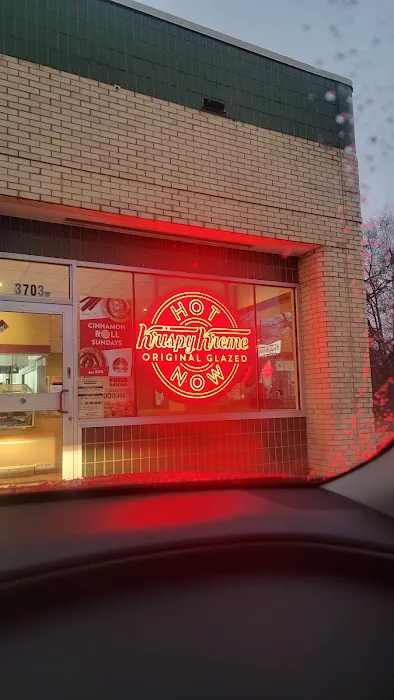 3703
CINNAMON
ROLL
SUNDAYS
HOT
Krispy Kreme
ORIGINAL GLAZED
NOW